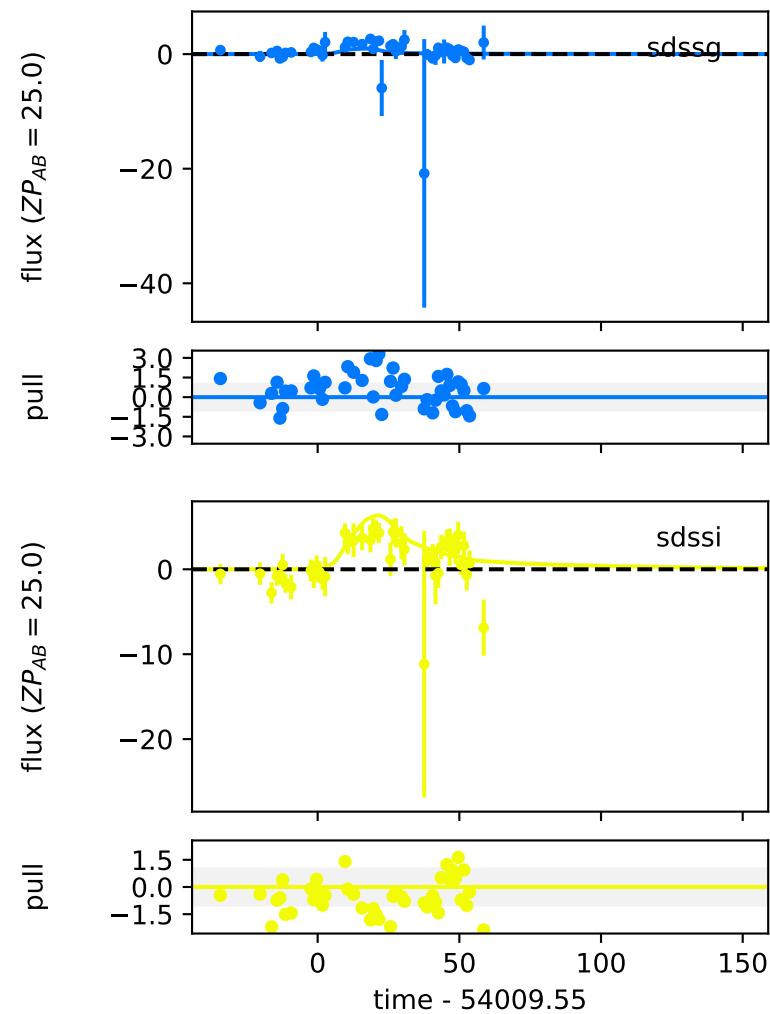 sdssg
flux (ZP_AB = 25.0)
0
−20
−40
pull
3.0
1.5
0.0
−1.5
−3.0
sdssi
flux (ZP_AB = 25.0)
0
−10
−20
pull
1.5
0.0
−1.5
0 50 100 150
time - 54009.55